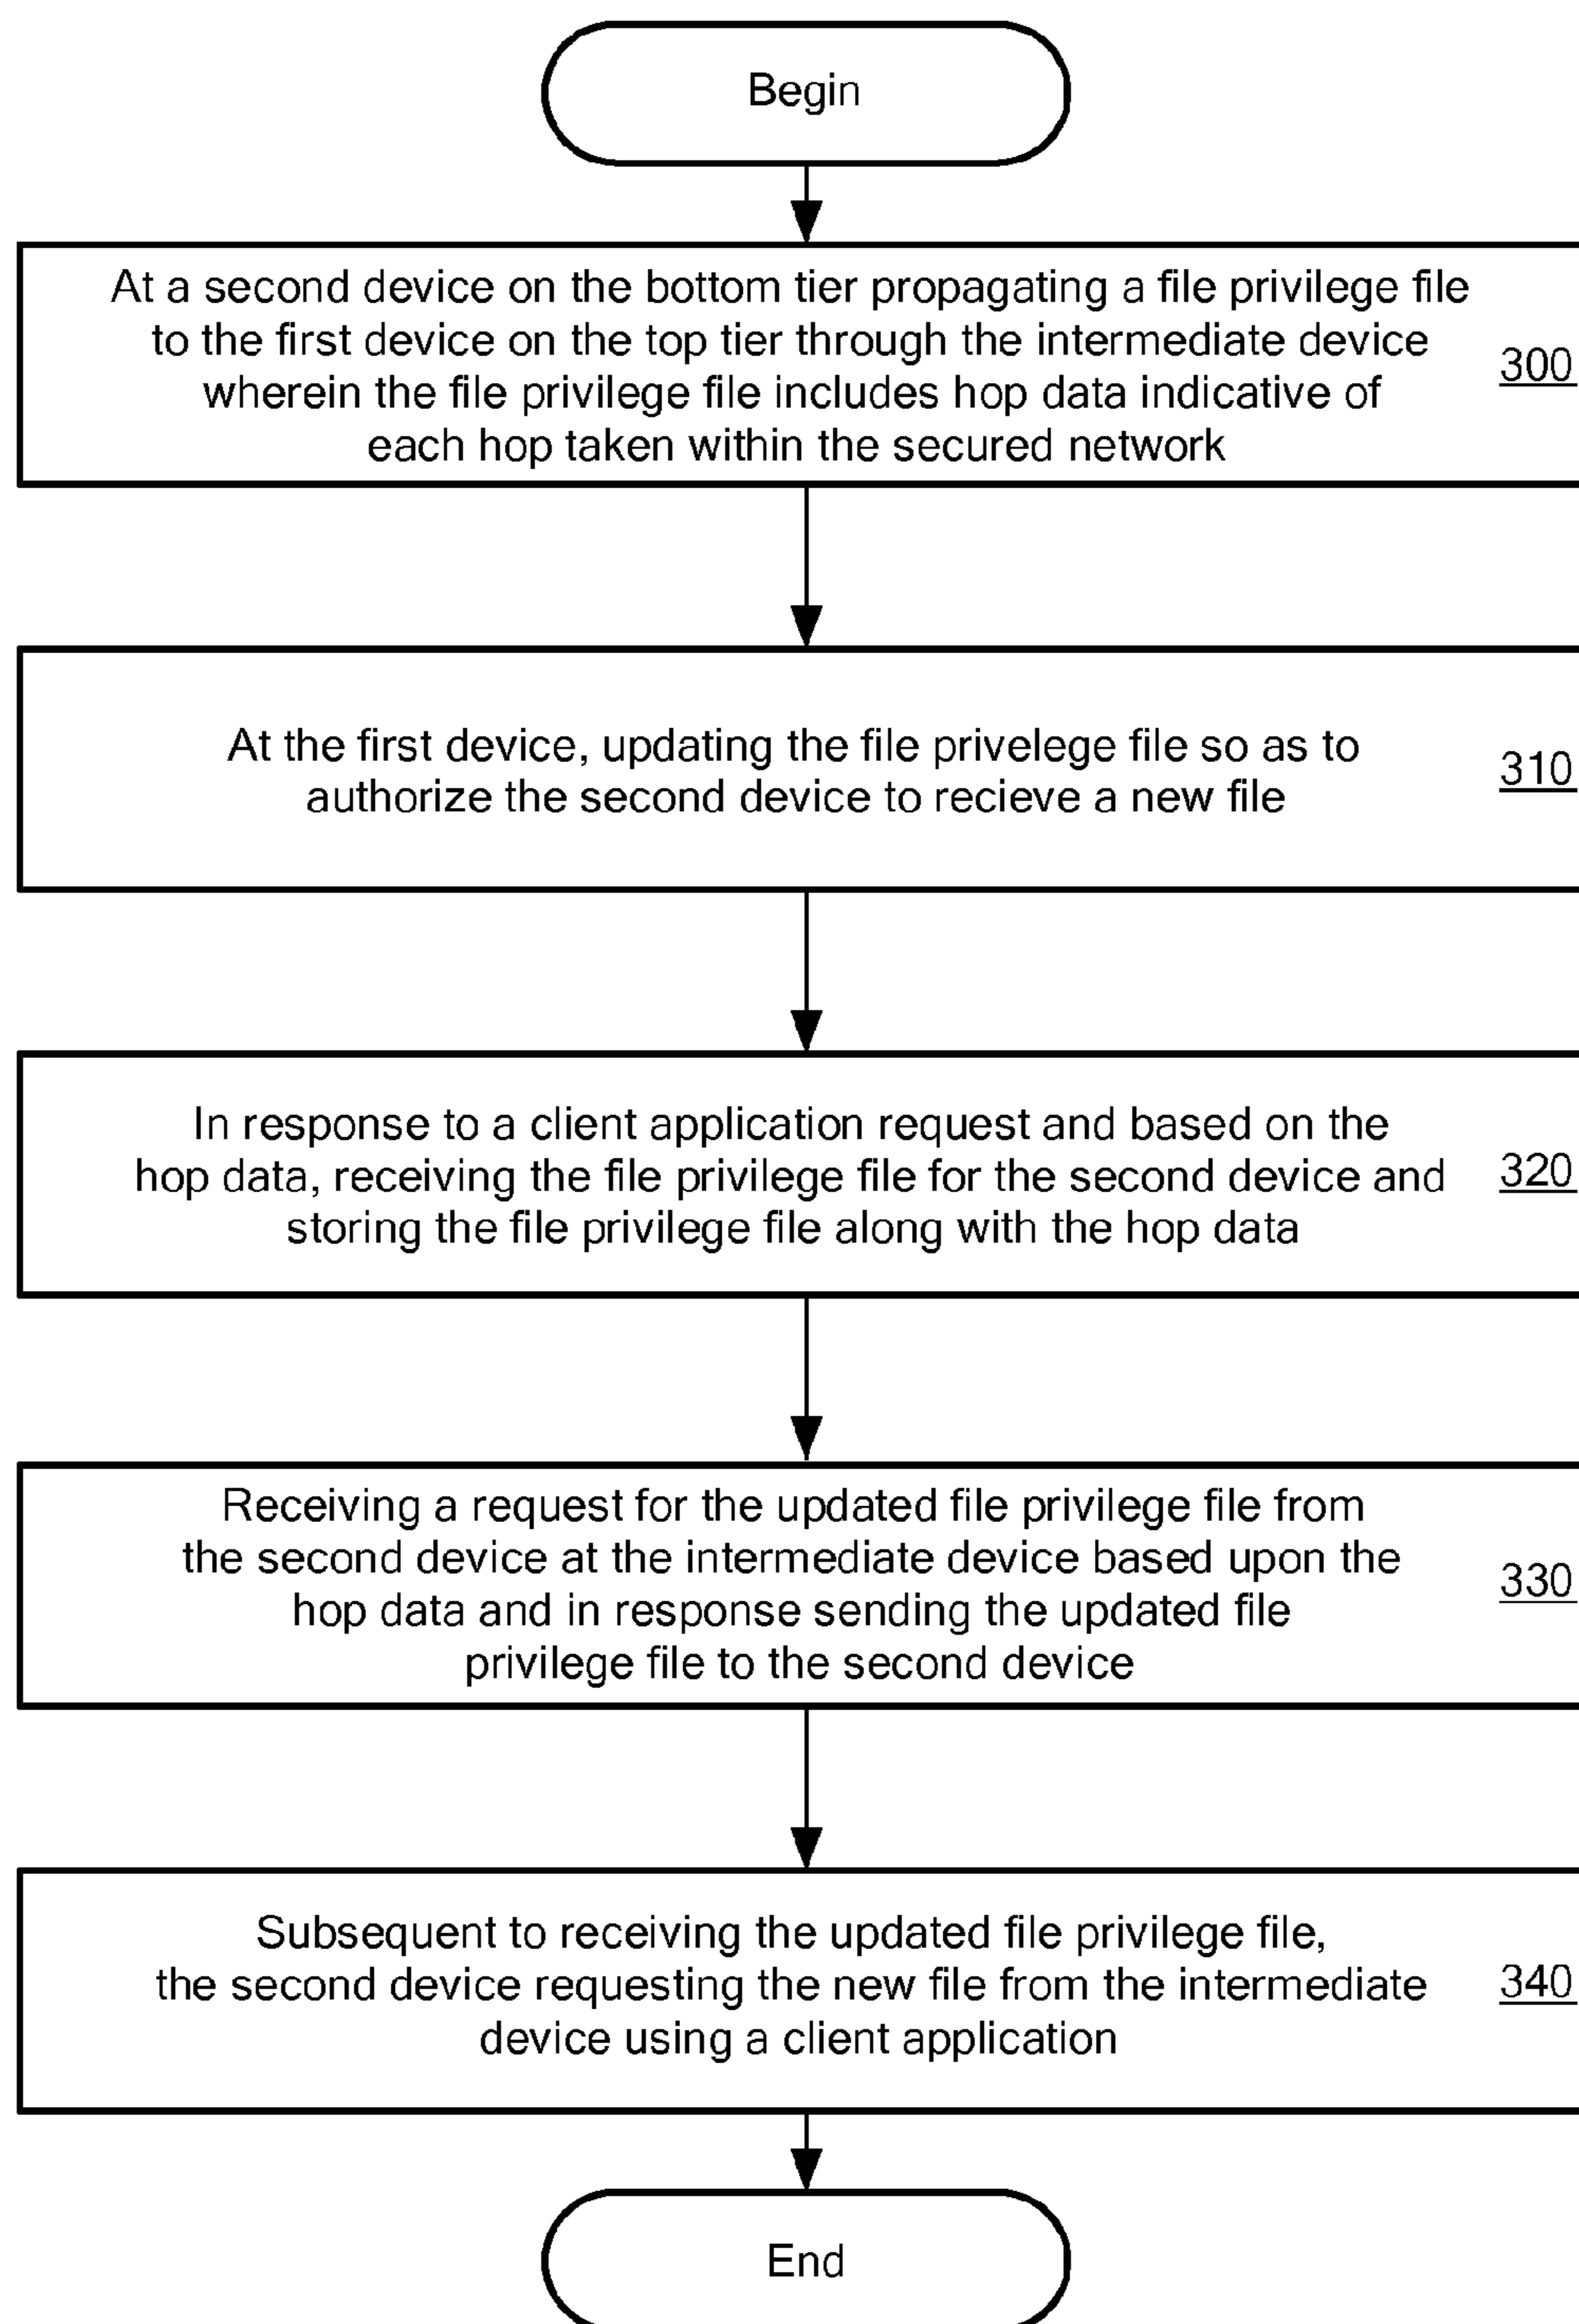 Begin
At a second device on the bottom tier propagating a file privilege file
to the first device on the top tier through the intermediate device
wherein the file privilege file includes hop data indicative of
each hop taken within the secured network
300
At the first device, updating the file privelege file so as to
authorize the second device to recieve a new file
310
In response to a client application request and based on the
hop data, receiving the file privilege file for the second device and
storing the file privilege file along with the hop data
320
Receiving a request for the updated file privilege file from
the second device at the intermediate device based upon the
hop data and in response sending the updated file
privilege file to the second device
330
Subsequent to receiving the updated file privilege file,
the second device requesting the new file from the intermediate
device using a client application
340
End